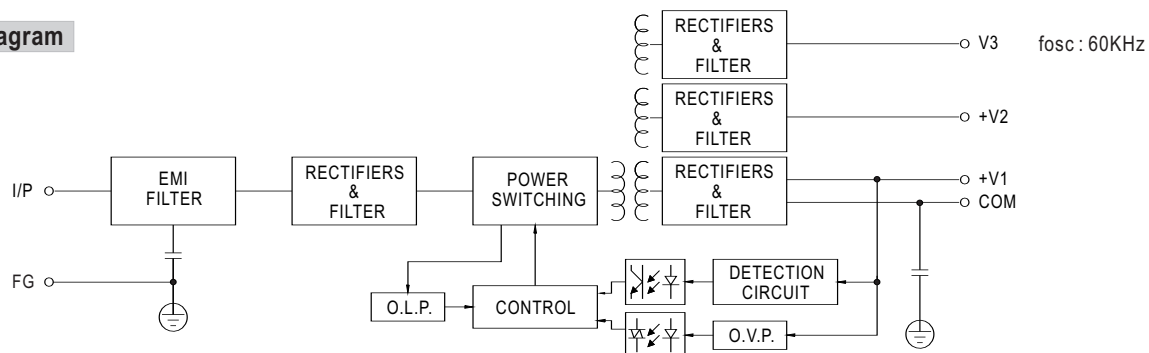 agram
RECTIFIERS
&
FILTER
V3
fosc : 60KHz
RECTIFIERS
&
FILTER
+V2
I/P
EMI
FILTER
RECTIFIERS
&
FILTER
POWER
SWITCHING
RECTIFIERS
&
FILTER
+V1
COM
FG
O.L.P.
CONTROL
DETECTION
CIRCUIT
O.V.P.